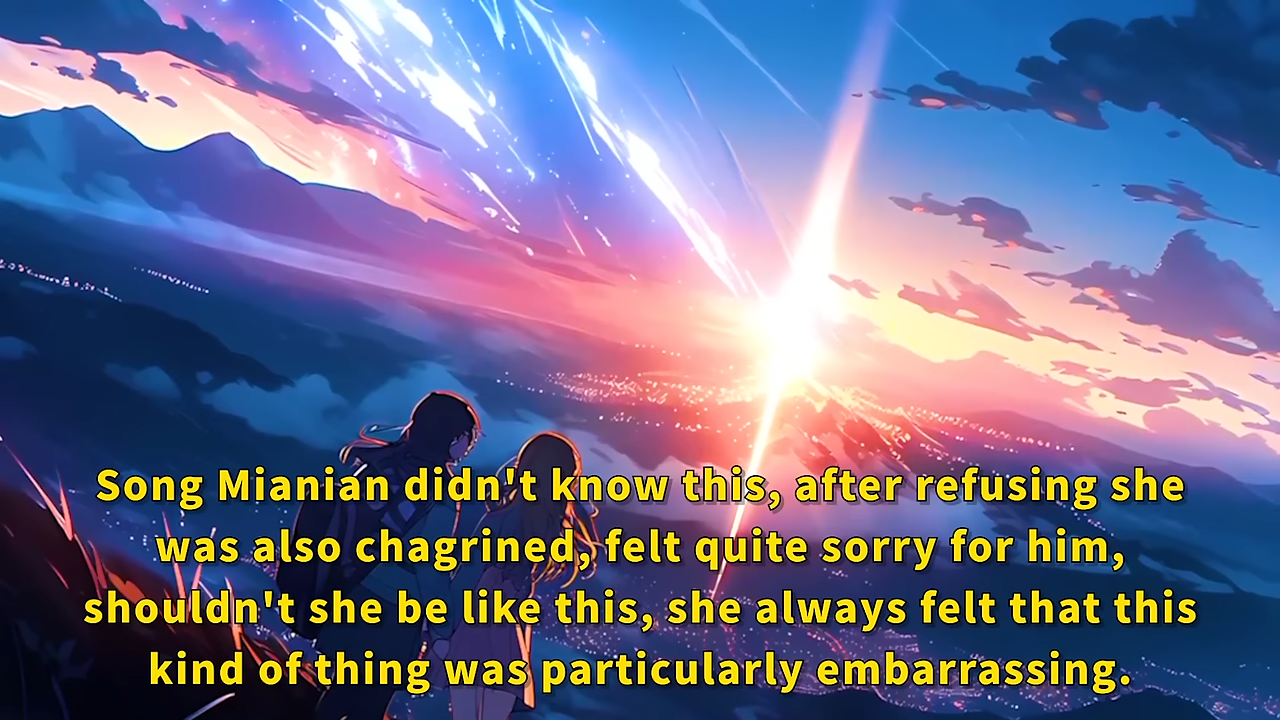 Song Mianian didn't know this, after refusing she
was also chagrined, felt quite sorry for him,
shouldn't she be like this, she always felt that this
kind of thing was particularly embarrassing.